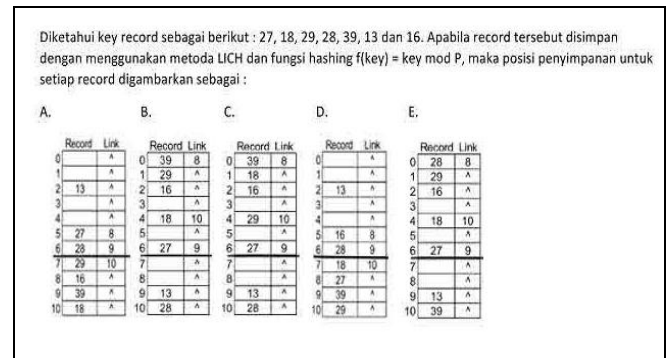 Diketahui key record sebagai berikut : 27, 18, 29, 28, 39, 13 dan 16. Apabila record tersebut disimpan
dengan menggunakan metoda LICH dan fungsi hashing f(key) = key mod P, maka posisi penyimpanan untuk
setiap record digambarkan sebagai :
A. B. C. D. E.
Record Link Record Link Record Link Record Link Record Link
0 ^ 0 39 8 0 39 8 0 ^ 0 28 8
1 ^ 1 29 ^ 1 18 ^ 1 ^ 1 29 ^
2 13 ^ 2 16 ^ 2 16 ^ 2 13 ^ 2 16 ^
3 ^ 3 ^ 3 ^ 3 ^ 3 ^
4 ^ 4 18 10 4 29 10 4 ^ 4 18 10
5 27 8 5 ^ 5 ^ 5 16 8 5 ^
6 28 9 6 27 9 6 27 9 6 28 9 6 27 9
7 29 10 7 ^ 7 ^ 7 18 10 7 ^
8 16 ^ 8 ^ 8 ^ 8 27 ^ 8 ^
9 39 ^ 9 13 ^ 9 13 ^ 9 39 ^ 9 13 ^
10 18 ^ 10 28 ^ 10 28 ^ 10 29 ^ 10 39 ^